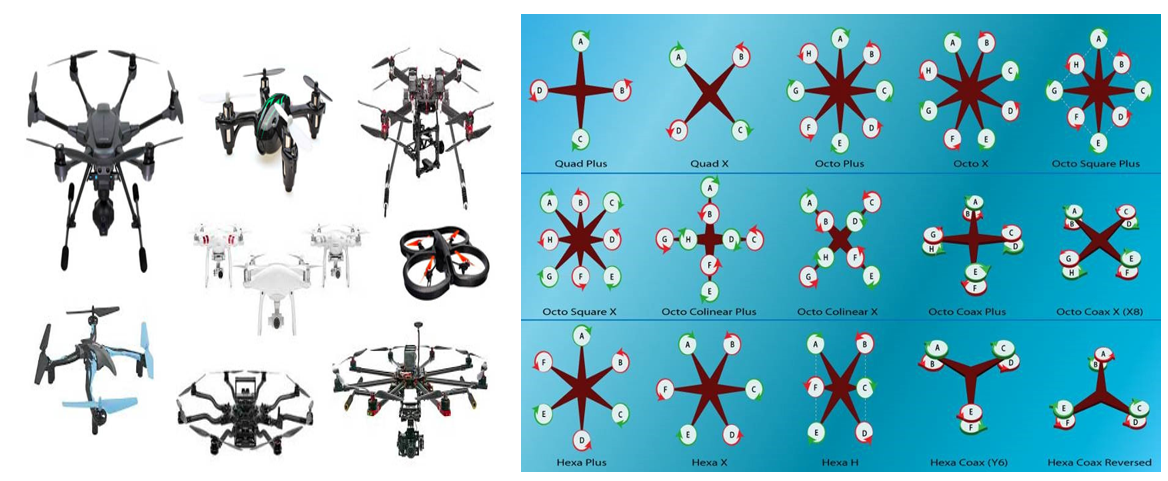 A
D B
C
Quad Plus
A B
D C
Quad X
A
H B
G C
F D
E
Octo Plus
A B
H C
G D
F E
Octo X
A
H B
G C
F D
E
Octo Square Plus
A B C
H D
G F E
Octo Square X
A
B
G H D C
F
E
Octo Colinear Plus
A C
B D
H F
G E
Octo Colinear X
A
B
G C
H D
E
F
Octo Coax Plus
A C
B D
G E
H F
Octo Coax X (X8)
A
F B
E C
D
Hexa Plus
A B
F C
E D
Hexa X
A B
F C
E D
Hexa H
A C
B D
E
F
Hexa Coax (Y6)
A
B
E C
F D
Hexa Coax Reversed